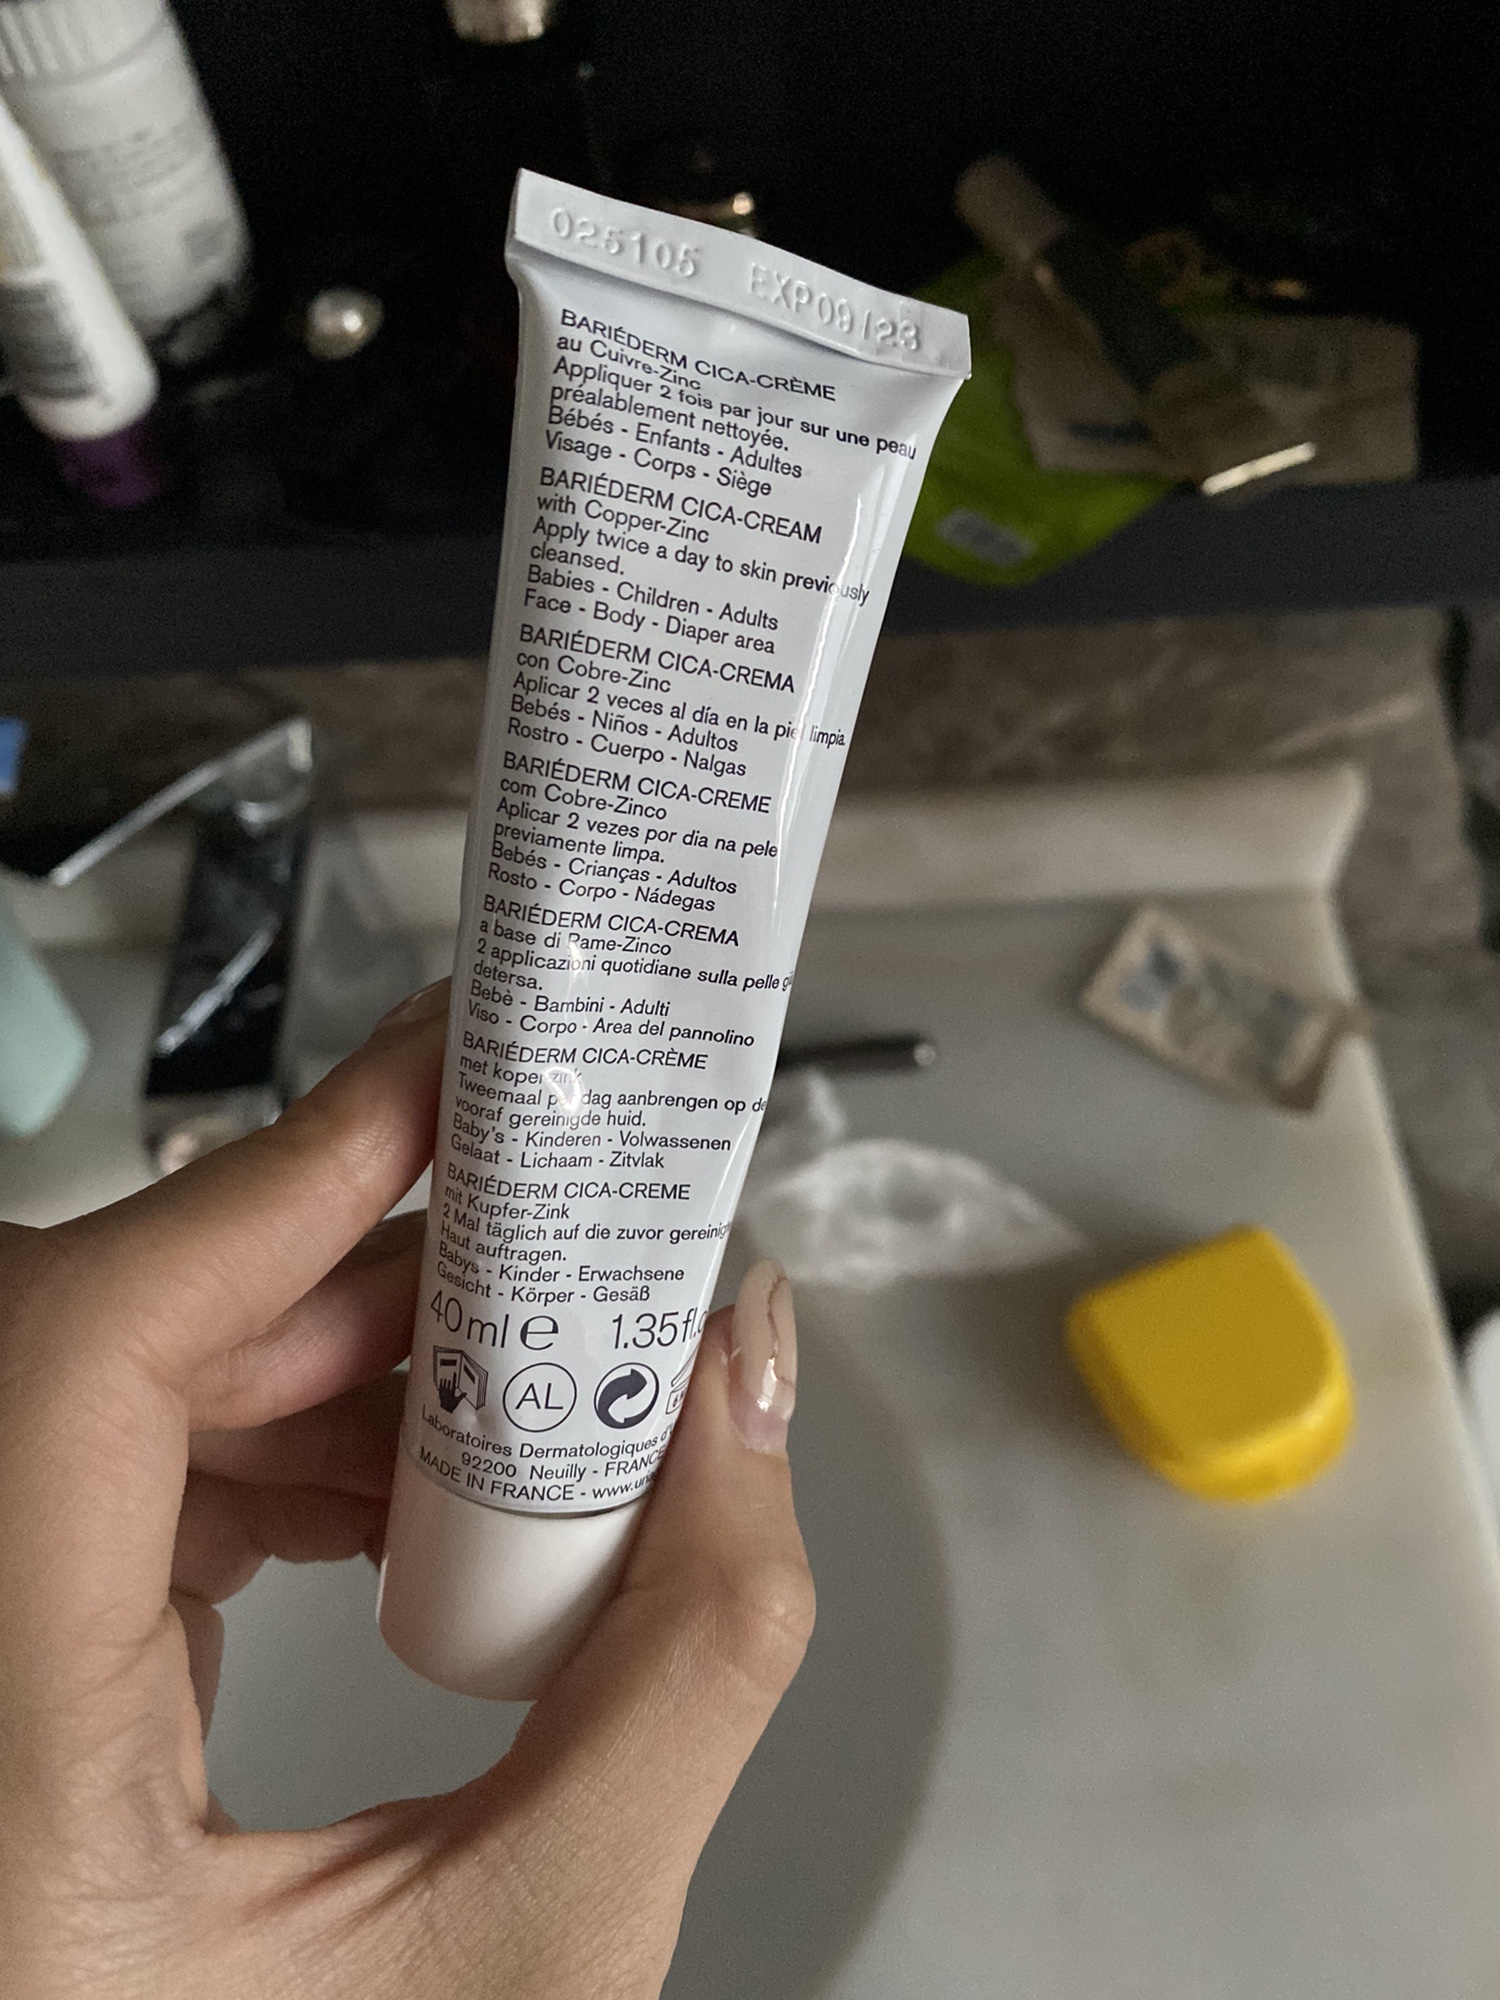 025105 EXP09/23
BARIÉDERM CICA-CRÈME
au Cuivre-Zinc
Appliquer 2 fois par jour sur une peau
préalablement nettoyée.
Bébés - Enfants - Adultes
Visage - Corps - Siège
BARIÉDERM CICA-CREAM
with Copper-Zinc
Apply twice a day to skin previously
cleansed.
Babies - Children - Adults
Face - Body - Diaper area
BARIÉDERM CICA-CREMA
con Cobre-Zinc
Aplicar 2 veces al día en la piel limpia.
Bebés - Niños - Adultos
Rostro - Cuerpo - Nalgas
BARIÉDERM CICA-CREME
com Cobre-Zinco
Aplicar 2 vezes por dia na pele
previamente limpa.
Bebés - Crianças - Adultos
Rosto - Corpo - Nádegas
BARIÉDERM CICA-CREMA
a base di Rame-Zinco
2 applicazioni quotidiane sulla pelle
detersa.
Bebè - Bambini - Adulti
Viso - Corpo - Area del pannolino
BARIÉDERM CICA-CRÈME
met koper-zink
Tweemaal per dag aanbrengen op de
vooraf gereinigde huid.
Baby's - Kinderen - Volwassenen
Gelaat - Lichaam - Zitvlak
BARIÉDERM CICA-CREME
mit Kupfer-Zink
2 Mal täglich auf die zuvor
Haut auftragen.
Babys - Kinder - Erwachsene
Gesicht - Körper - Gesäß
40 ml e 1.35 fl.
AL
Laboratoires Dermatologiques
92200 Neuilly - FRANCE
MADE IN FRANCE - www.